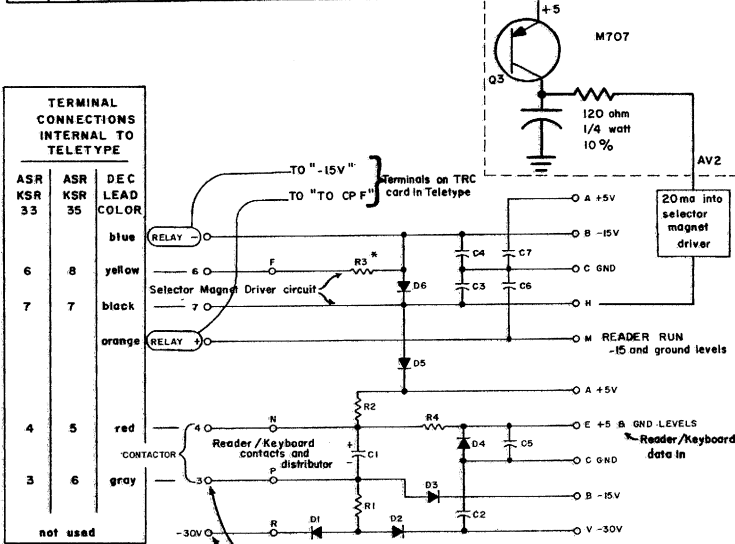 +5
M707
Q3
120 ohm
1/4 watt
10%
AV2
TERMINAL
CONNECTIONS
INTERNAL TO
TELETYPE
ASR KSR 33
ASR KSR 35
DEC LEAD COLOR
TO "-15V"
TO "TO CP F"
Terminals on TRC
card in Teletype
20 ma into
selector
magnet
driver
A +5V
blue RELAY - B -15V
C4 C7
6 8 yellow 6 F R3* C GND
Selector Magnet Driver circuit
D6 C3 C6
7 7 black 7 H
orange RELAY + M READER RUN
-15 and ground levels
D5
A +5V
R2
4 5 red 4 N R4 E +5 & GND LEVELS
CONTACTOR
Reader/Keyboard
contacts and
distributor
+ C1 -
D4 C5
Reader/Keyboard
data In
C GND
3 6 gray 3 P
D3 B -15V
R1
C2
not used -30V R D1 D2 V -30V